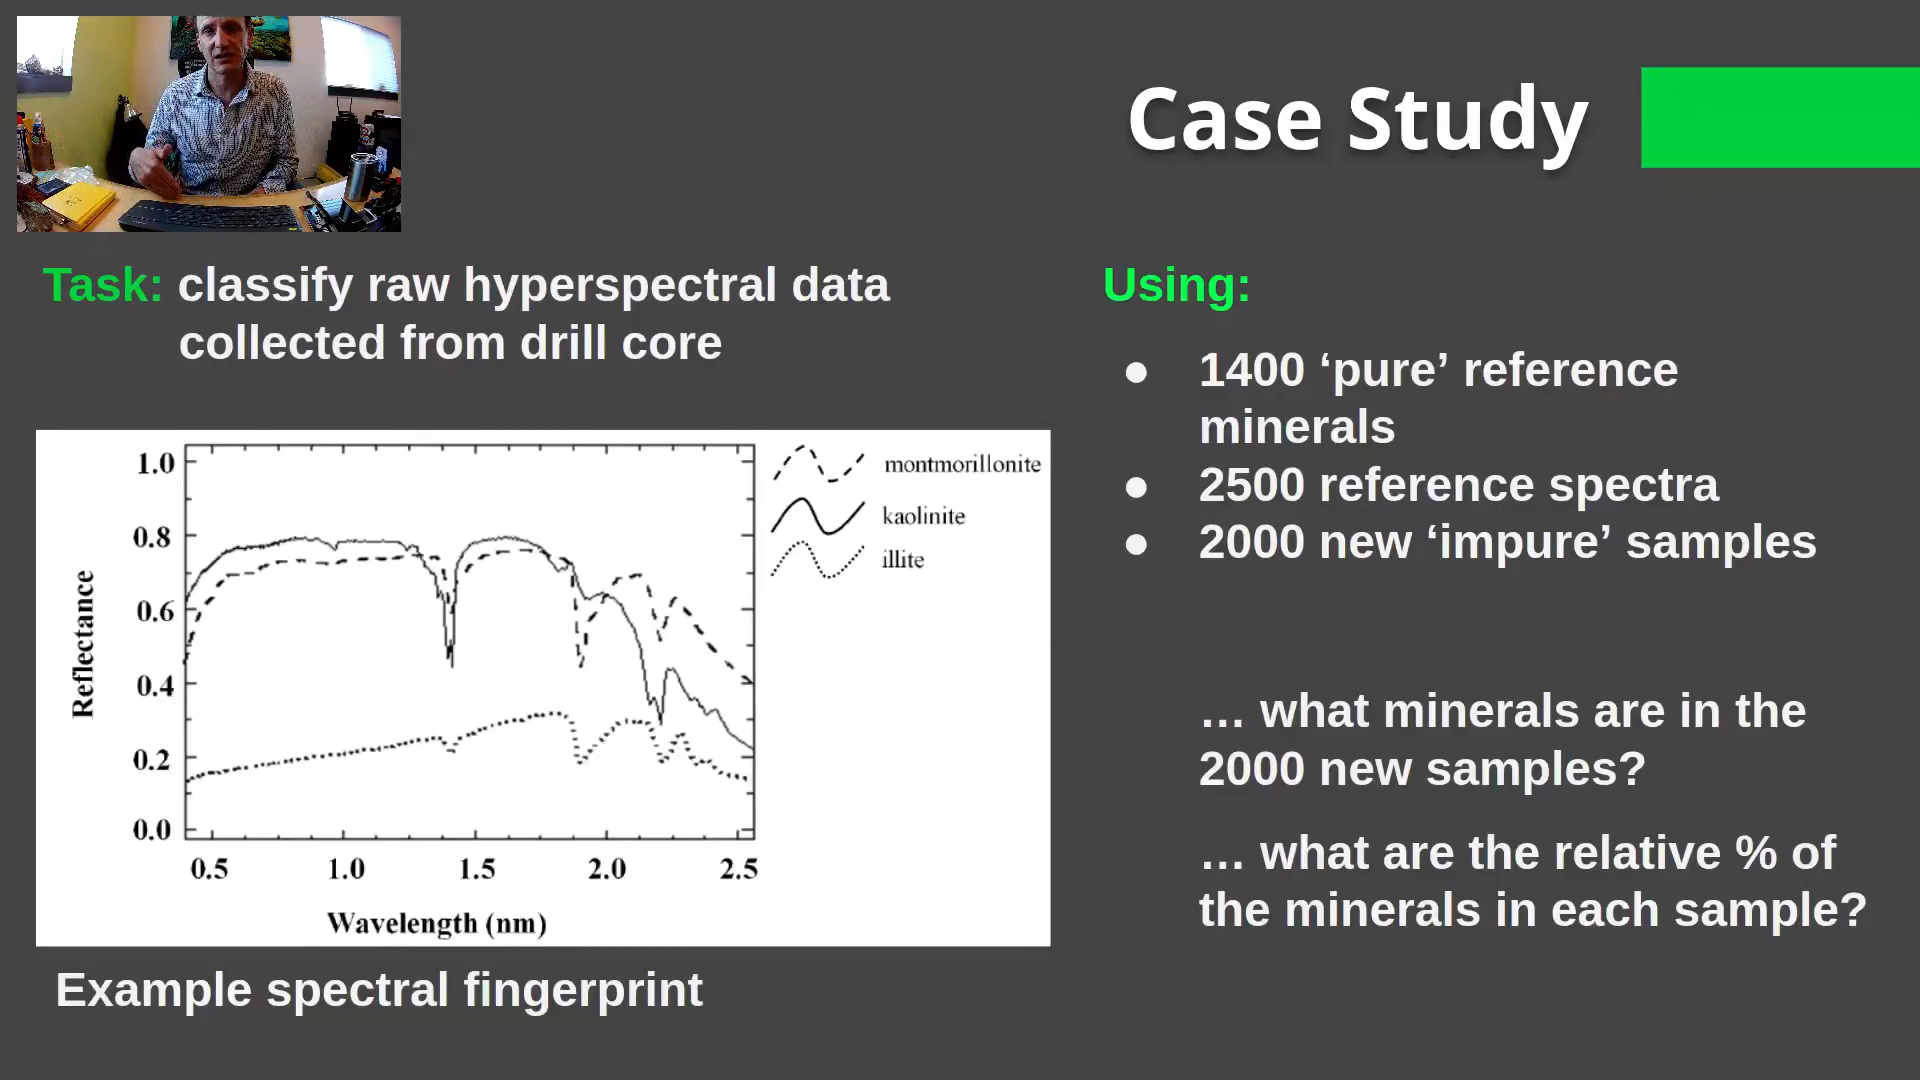 Case Study
Task: classify raw hyperspectral data
collected from drill core
1.0
0.8
0.6
0.4
0.2
0.0
Reflectance
0.5 1.0 1.5 2.0 2.5
Wavelength (nm)
montmorillonite
kaolinite
illite
Example spectral fingerprint
Using:
● 1400 ‘pure’ reference
minerals
● 2500 reference spectra
● 2000 new ‘impure’ samples
… what minerals are in the
2000 new samples?
… what are the relative % of
the minerals in each sample?